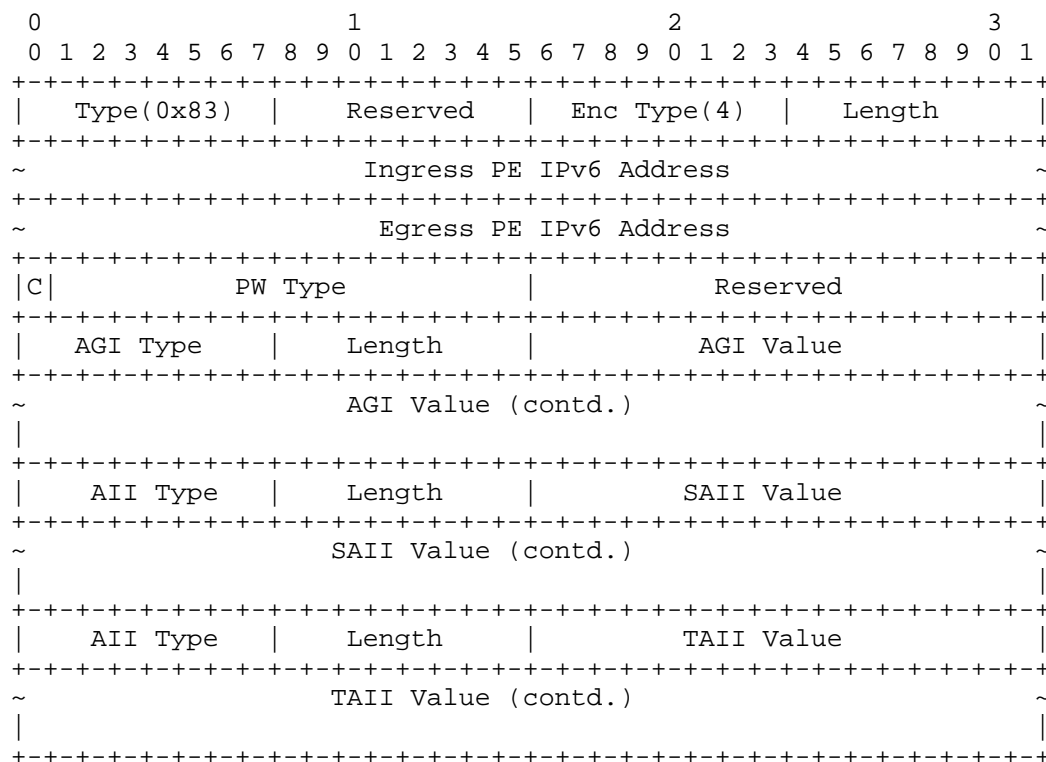 0                   1                   2                   3
 0 1 2 3 4 5 6 7 8 9 0 1 2 3 4 5 6 7 8 9 0 1 2 3 4 5 6 7 8 9 0 1
+-+-+-+-+-+-+-+-+-+-+-+-+-+-+-+-+-+-+-+-+-+-+-+-+-+-+-+-+-+-+-+-+
|   Type(0x83)  |    Reserved   |  Enc Type(4)  |   Length      |
+-+-+-+-+-+-+-+-+-+-+-+-+-+-+-+-+-+-+-+-+-+-+-+-+-+-+-+-+-+-+-+-+
~                     Ingress PE IPv6 Address                   ~
+-+-+-+-+-+-+-+-+-+-+-+-+-+-+-+-+-+-+-+-+-+-+-+-+-+-+-+-+-+-+-+-+
~                      Egress PE IPv6 Address                   ~
+-+-+-+-+-+-+-+-+-+-+-+-+-+-+-+-+-+-+-+-+-+-+-+-+-+-+-+-+-+-+-+-+
|C|           PW Type           |           Reserved            |
+-+-+-+-+-+-+-+-+-+-+-+-+-+-+-+-+-+-+-+-+-+-+-+-+-+-+-+-+-+-+-+-+
|   AGI Type    |    Length     |          AGI Value            |
+-+-+-+-+-+-+-+-+-+-+-+-+-+-+-+-+-+-+-+-+-+-+-+-+-+-+-+-+-+-+-+-+
~                    AGI Value (contd.)                         ~
|                                                               |
+-+-+-+-+-+-+-+-+-+-+-+-+-+-+-+-+-+-+-+-+-+-+-+-+-+-+-+-+-+-+-+-+
|    AII Type   |    Length     |         SAII Value            |
+-+-+-+-+-+-+-+-+-+-+-+-+-+-+-+-+-+-+-+-+-+-+-+-+-+-+-+-+-+-+-+-+
~                   SAII Value (contd.)                         ~
|                                                               |
+-+-+-+-+-+-+-+-+-+-+-+-+-+-+-+-+-+-+-+-+-+-+-+-+-+-+-+-+-+-+-+-+
|    AII Type   |    Length     |         TAII Value            |
+-+-+-+-+-+-+-+-+-+-+-+-+-+-+-+-+-+-+-+-+-+-+-+-+-+-+-+-+-+-+-+-+
~                   TAII Value (contd.)                         ~
|                                                               |
+-+-+-+-+-+-+-+-+-+-+-+-+-+-+-+-+-+-+-+-+-+-+-+-+-+-+-+-+-+-+-+-+